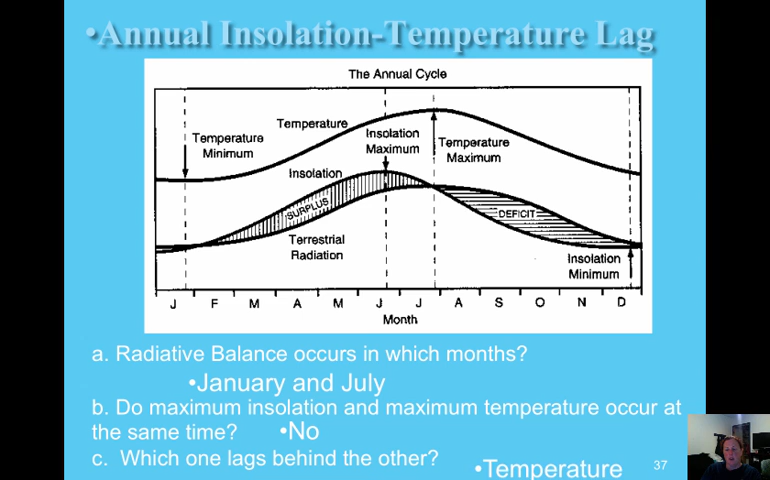 •Annual Insolation-Temperature Lag
The Annual Cycle
Temperature
Temperature
Minimum
Insolation
Maximum
Temperature
Maximum
Insolation
SURPLUS
DEFICIT
Terrestrial
Radiation
Insolation
Minimum
J F M A M J J A S O N D
Month
a. Radiative Balance occurs in which months?
•January and July
b. Do maximum insolation and maximum temperature occur at
the same time? •No
c. Which one lags behind the other? •Temperature
37